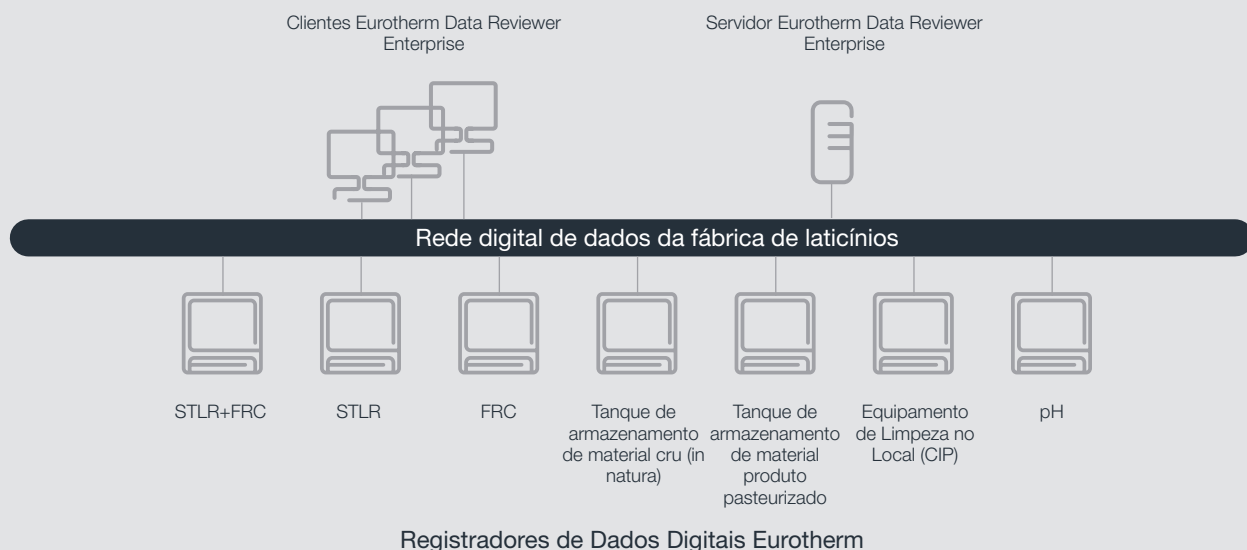 Clientes Eurotherm Data Reviewer
Enterprise
Servidor Eurotherm Data Reviewer
Enterprise
Rede digital de dados da fábrica de laticínios
STLR+FRC
STLR
FRC
Tanque de
armazenamento
de material cru (in
natura)
Tanque de
armazenamento
de material
produto
pasteurizado
Equipamento
de Limpeza no
Local (CIP)
pH
Registradores de Dados Digitais Eurotherm